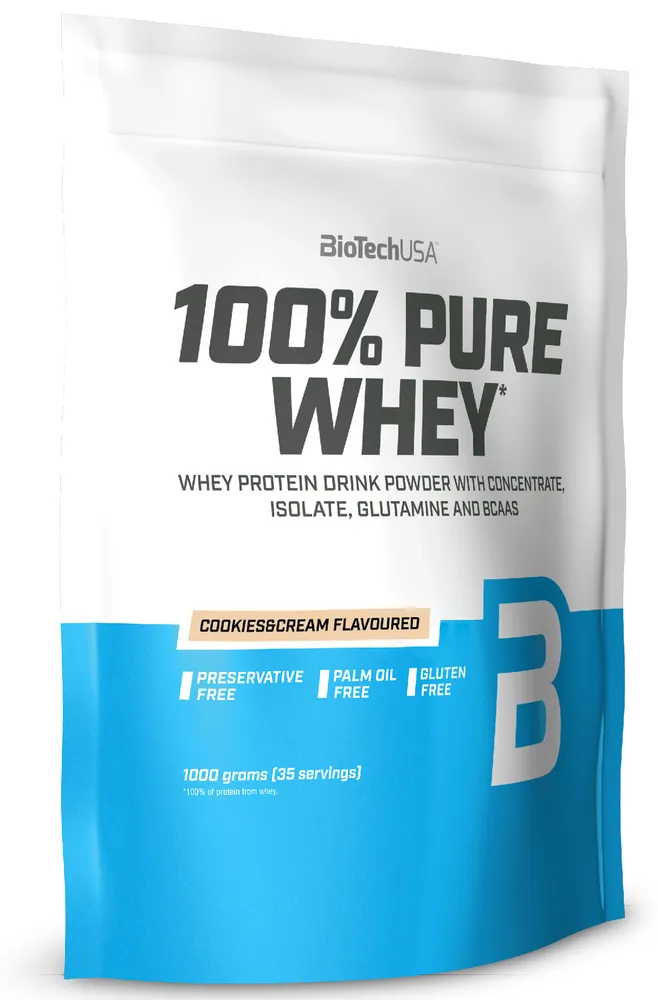 BioTechUSA™
100% PURE
WHEY*
WHEY PROTEIN DRINK POWDER WITH CONCENTRATE,
ISOLATE, GLUTAMINE AND BCAAS
COOKIES&CREAM FLAVOURED
PRESERVATIVE FREE
PALM OIL FREE
GLUTEN FREE
B
1000 grams (35 servings)
*100% of protein from whey.